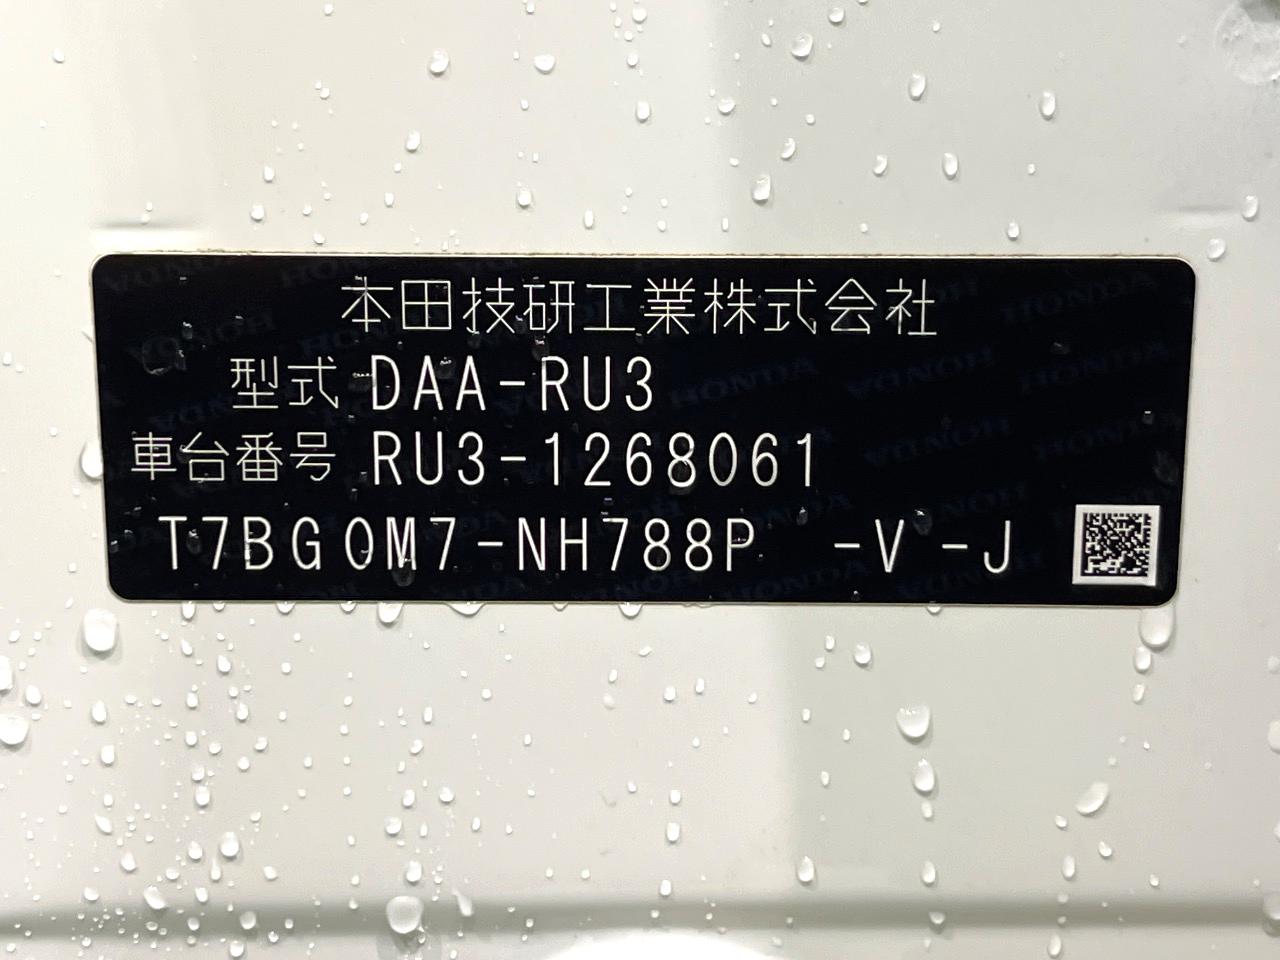 本田技研工業株式会社
型式 DAA-RU3
車台番号 RU3-1268061
T7BG0M7-NH788P -V -J